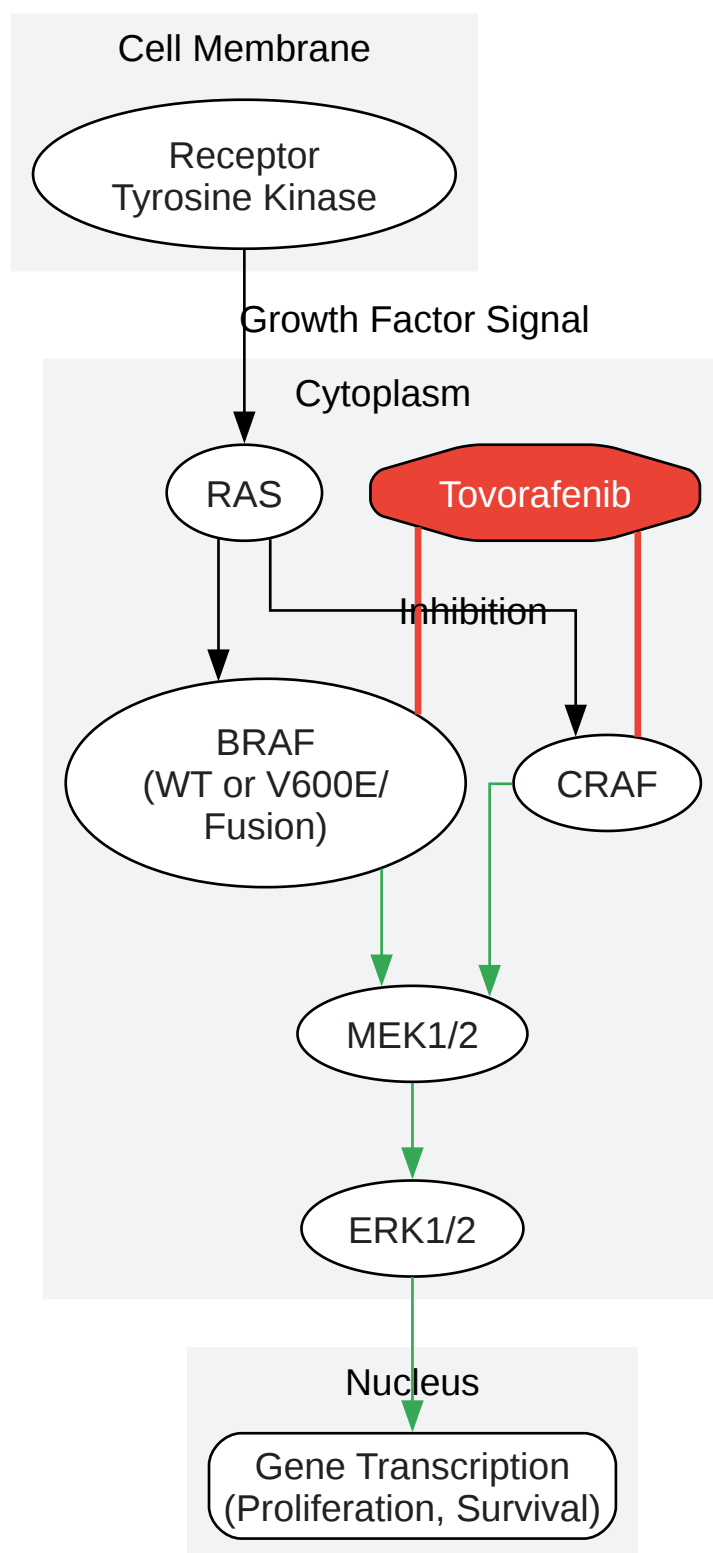 Cell Membrane
Receptor
Tyrosine Kinase
Growth Factor Signal
Cytoplasm
RAS
Tovorafenib
Inhibition
BRAF
(WT or V600E/
Fusion)
CRAF
MEK1/2
ERK1/2
Nucleus
Gene Transcription
(Proliferation, Survival)